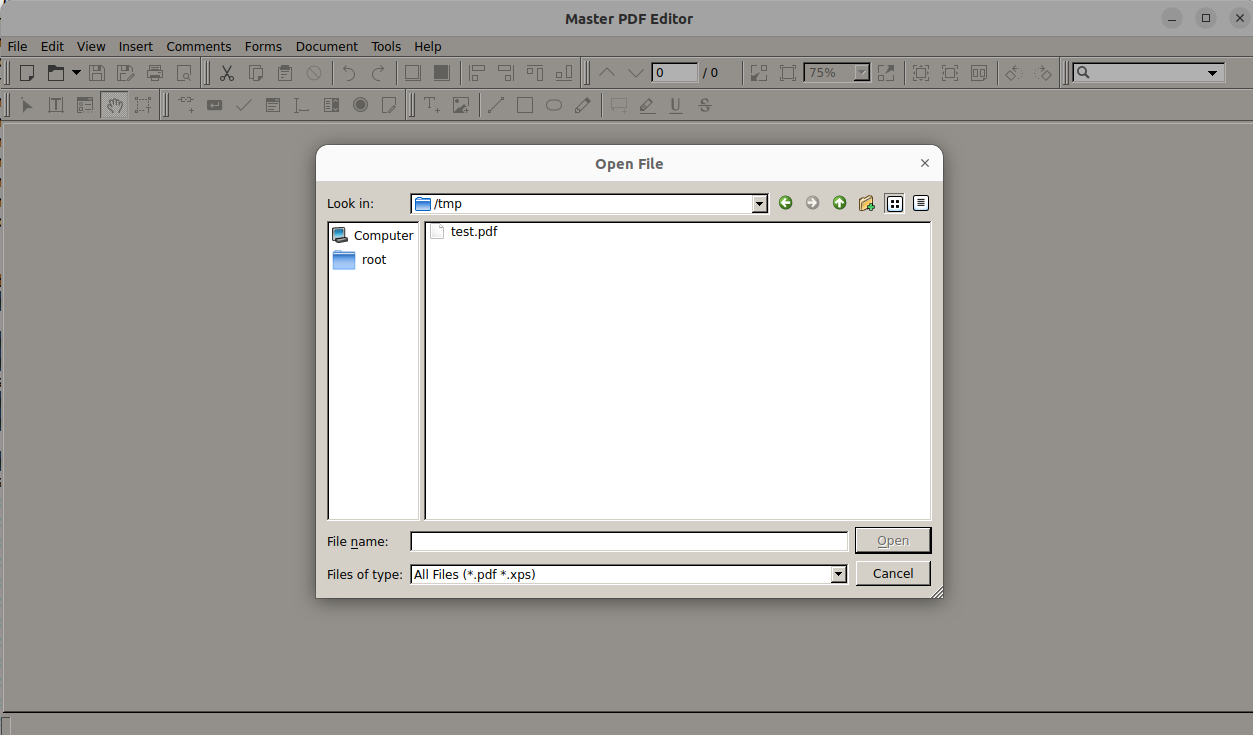 Master PDF Editor
File Edit View Insert Comments Forms Document Tools Help
0 / 0 75%
Open File
Look in: /tmp
Computer
root
test.pdf
File name: Open
Files of type: All Files (*.pdf *.xps) Cancel